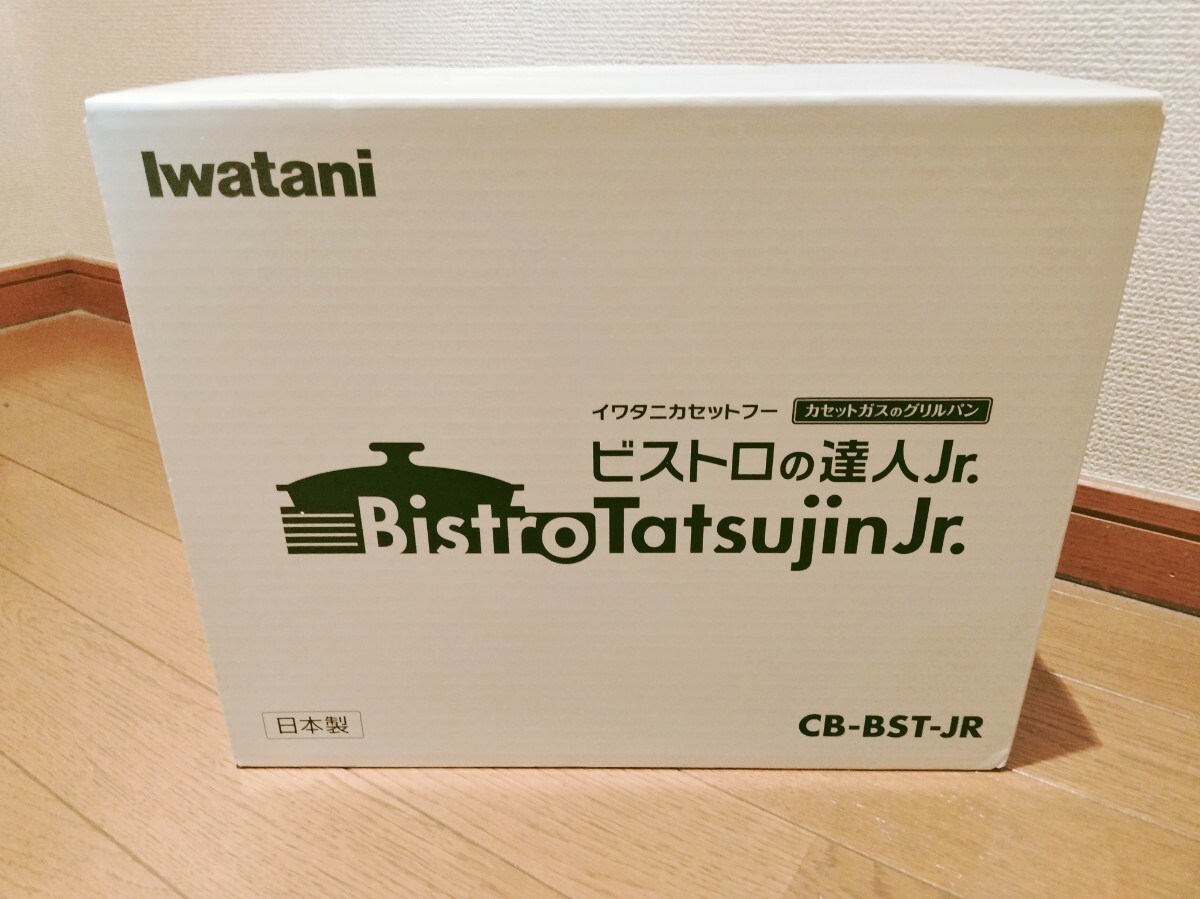 Iwatani
イワタニカセットフー カセットガスのグリルパン
ビストロの達人Jr.
BistroTatsujinJr.
日本製
CB-BST-JR